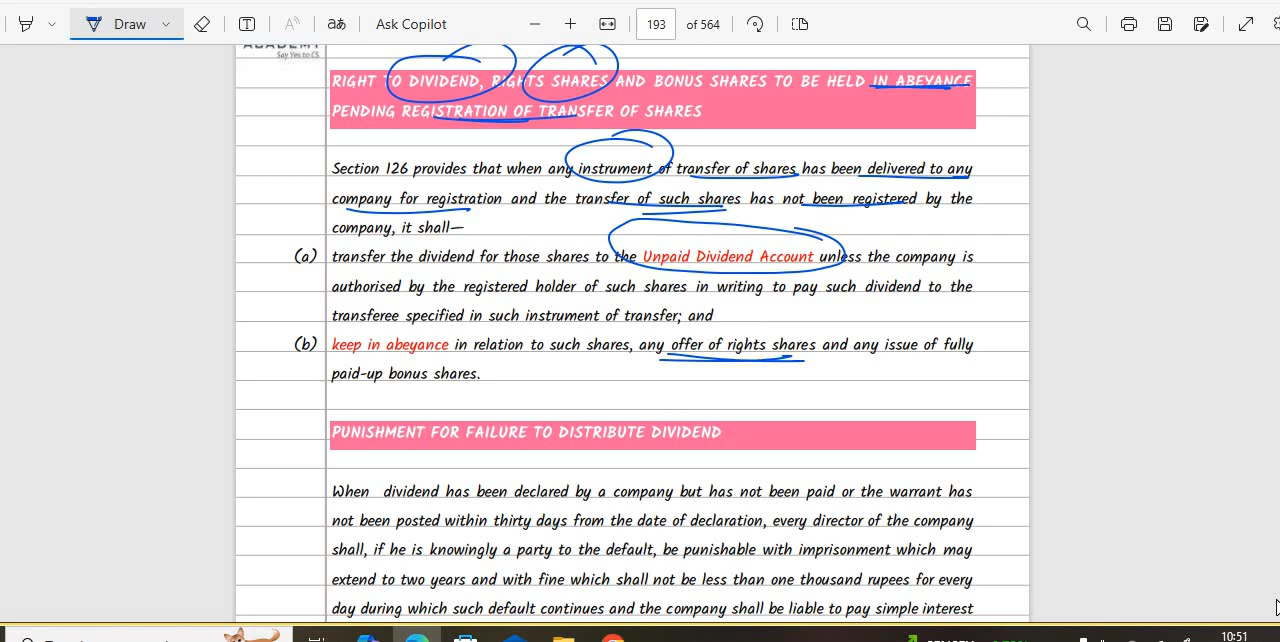 Draw
Ask Copilot
193 of 564
ACADEMY
Say Yes to CS
RIGHT TO DIVIDEND, RIGHTS SHARES AND BONUS SHARES TO BE HELD IN ABEYANCE
PENDING REGISTRATION OF TRANSFER OF SHARES
Section 126 provides that when any instrument of transfer of shares has been delivered to any
company for registration and the transfer of such shares has not been registered by the
company, it shall—
(a) transfer the dividend for those shares to the Unpaid Dividend Account unless the company is
authorised by the registered holder of such shares in writing to pay such dividend to the
transferee specified in such instrument of transfer; and
(b) keep in abeyance in relation to such shares, any offer of rights shares and any issue of fully
paid-up bonus shares.
PUNISHMENT FOR FAILURE TO DISTRIBUTE DIVIDEND
When dividend has been declared by a company but has not been paid or the warrant has
not been posted within thirty days from the date of declaration, every director of the company
shall, if he is knowingly a party to the default, be punishable with imprisonment which may
extend to two years and with fine which shall not be less than one thousand rupees for every
day during which such default continues and the company shall be liable to pay simple interest
10:51